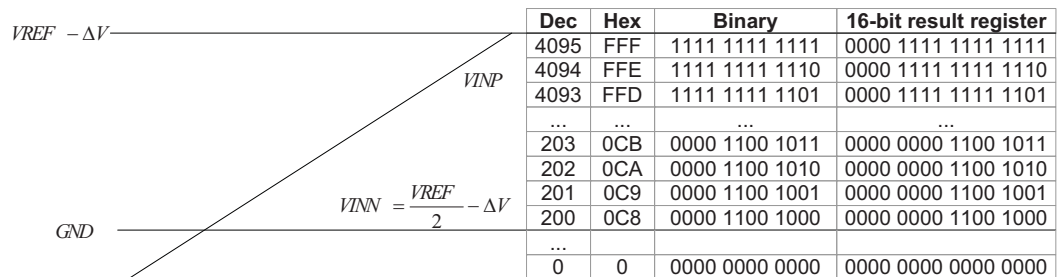 Dec Hex Binary 16-bit result register
VREF − ΔV
4095 FFF 1111 1111 1111 0000 1111 1111 1111
4094 FFE 1111 1111 1110 0000 1111 1111 1110
VINP
4093 FFD 1111 1111 1101 0000 1111 1111 1101
... ... ... ...
203 0CB 0000 1100 1011 0000 0000 1100 1011
202 0CA 0000 1100 1010 0000 0000 1100 1010
201 0C9 0000 1100 1001 0000 0000 1100 1001
VINN = VREF/2 − ΔV
200 0C8 0000 1100 1000 0000 0000 1100 1000
GND
...
0 0 0000 0000 0000 0000 0000 0000 0000